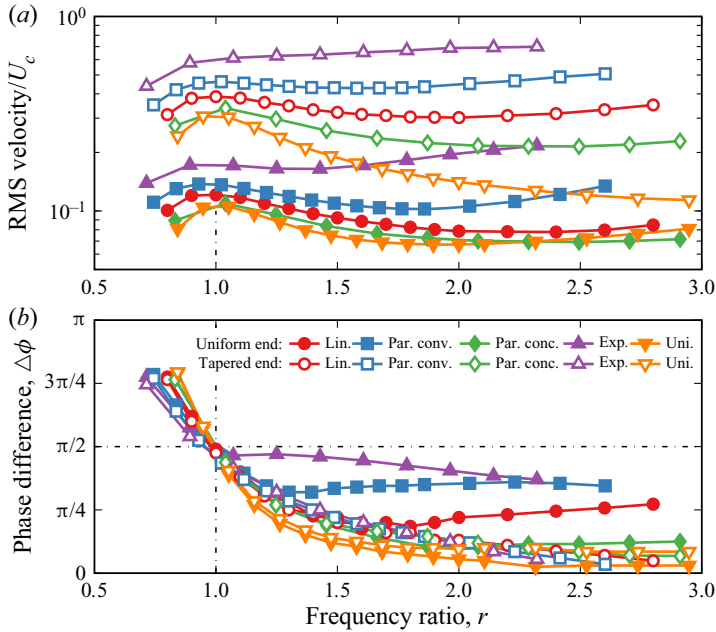 (a)
10⁰
10⁻¹
RMS velocity/U_c
0.5 1.0 1.5 2.0 2.5 3.0
(b)
π
3π/4
π/2
π/4
0
Phase difference, Δϕ
Uniform end: Lin. Par. conv. Par. conc. Exp. Uni.
Tapered end: Lin. Par. conv. Par. conc. Exp. Uni.
0.5 1.0 1.5 2.0 2.5 3.0
Frequency ratio, r